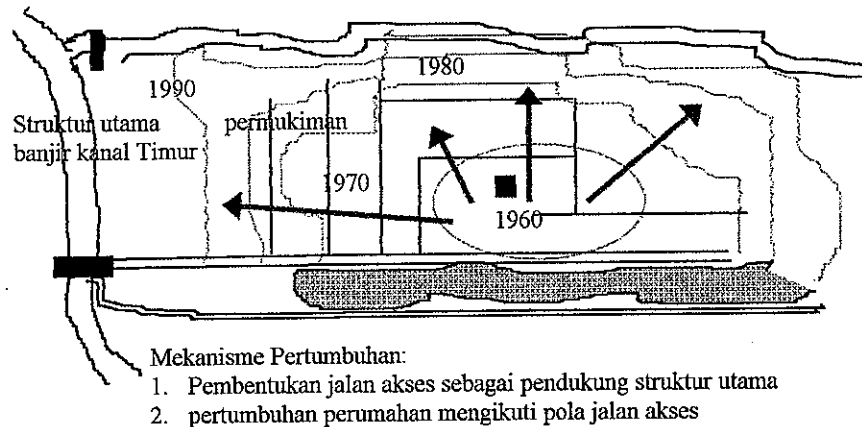 1990
1980
Struktur utama
banjir kanal Timur
permukiman
1970
1960
Mekanisme Pertumbuhan:
1. Pembentukan jalan akses sebagai pendukung struktur utama
2. pertumbuhan perumahan mengikuti pola jalan akses